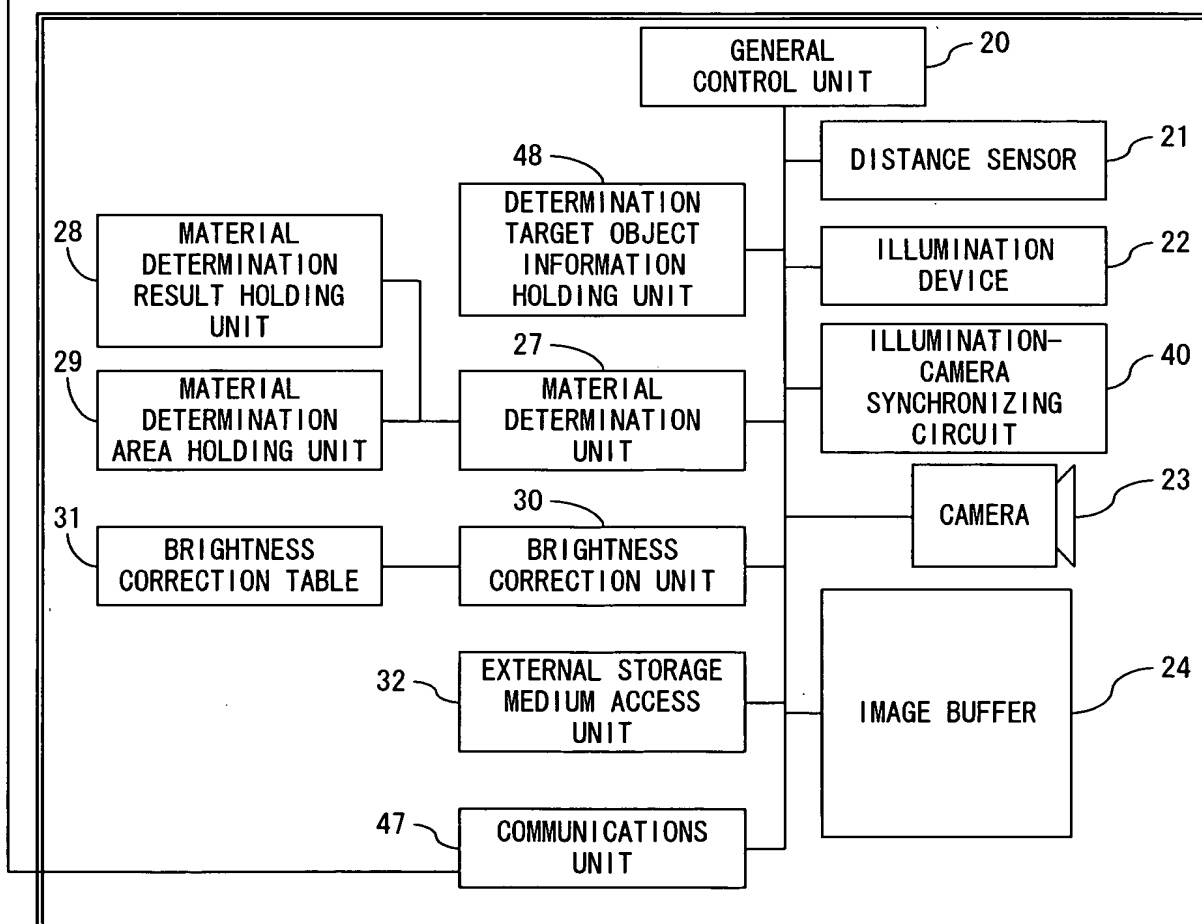 GENERAL
CONTROL UNIT
20
DISTANCE SENSOR
21
48
DETERMINATION
TARGET OBJECT
INFORMATION
HOLDING UNIT
28
MATERIAL
DETERMINATION
RESULT HOLDING
UNIT
ILLUMINATION
DEVICE
22
27
ILLUMINATION-
CAMERA
SYNCHRONIZING
CIRCUIT
40
29
MATERIAL
DETERMINATION
AREA HOLDING UNIT
MATERIAL
DETERMINATION
UNIT
CAMERA
23
30
31
BRIGHTNESS
CORRECTION TABLE
BRIGHTNESS
CORRECTION UNIT
32
EXTERNAL STORAGE
MEDIUM ACCESS
UNIT
IMAGE BUFFER
24
47
COMMUNICATIONS
UNIT